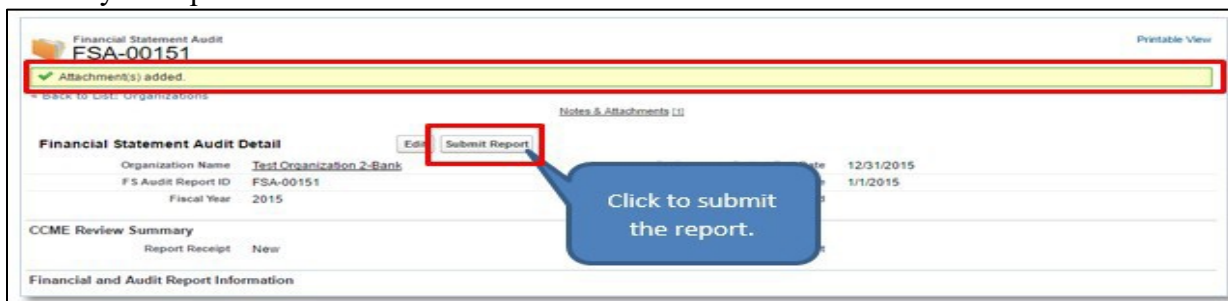 Financial Statement Audit
FSA-00151
Printable View
Attachment(s) added.
« Back to List: Organizations
Notes & Attachments [1]
Financial Statement Audit Detail
Edit Submit Report
Organization Name Test Organization 2-Bank Date 12/31/2015
FS Audit Report ID FSA-00151 1/1/2015
Fiscal Year 2015
Click to submit
the report.
CCME Review Summary
Report Receipt New
Financial and Audit Report Information